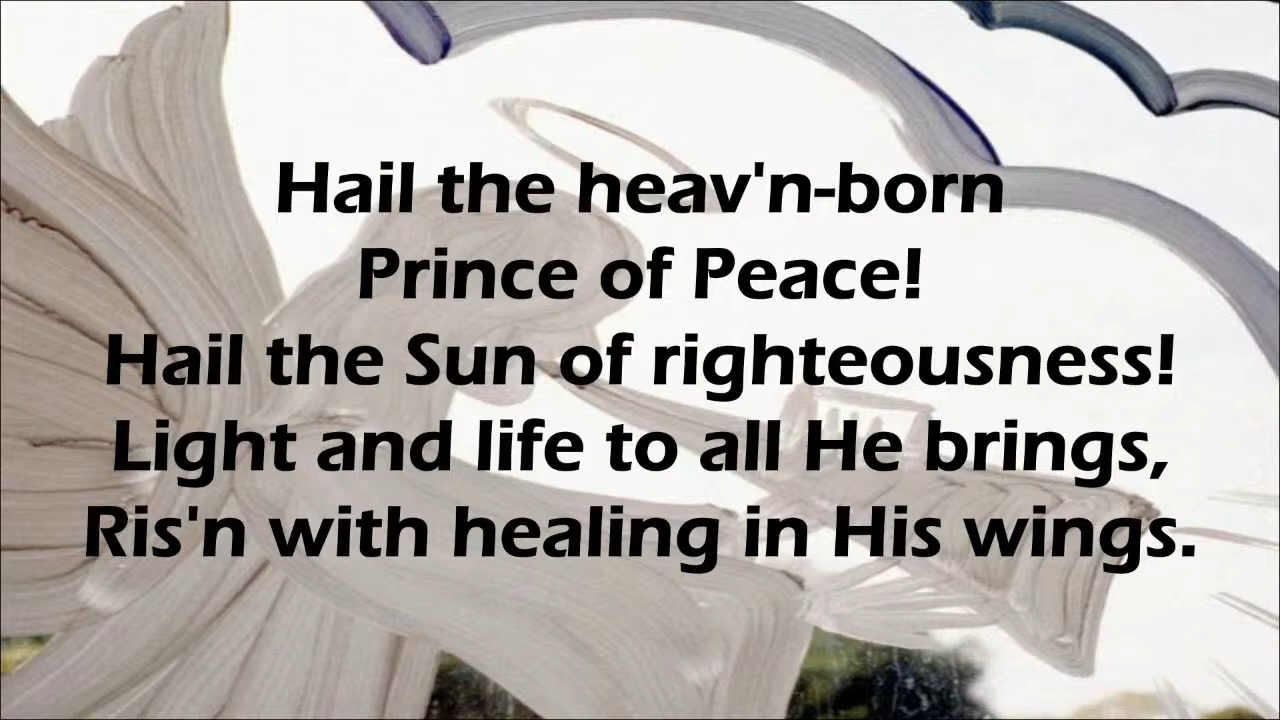 Hail the heav'n-born
Prince of Peace!
Hail the Sun of righteousness!
Light and life to all He brings,
Ris'n with healing in His wings.